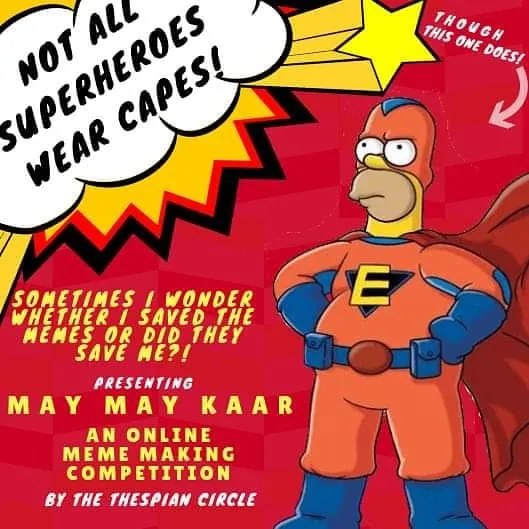 NOT ALL
SUPERHEROES
WEAR CAPES!
THOUGH
THIS ONE DOES!
E
SOMETIMES I WONDER
WHETHER I SAVED THE
MEMES OR DID THEY
SAVE ME?!
PRESENTING
MAY MAY KAAR
AN ONLINE
MEME MAKING
COMPETITION
BY THE THESPIAN CIRCLE